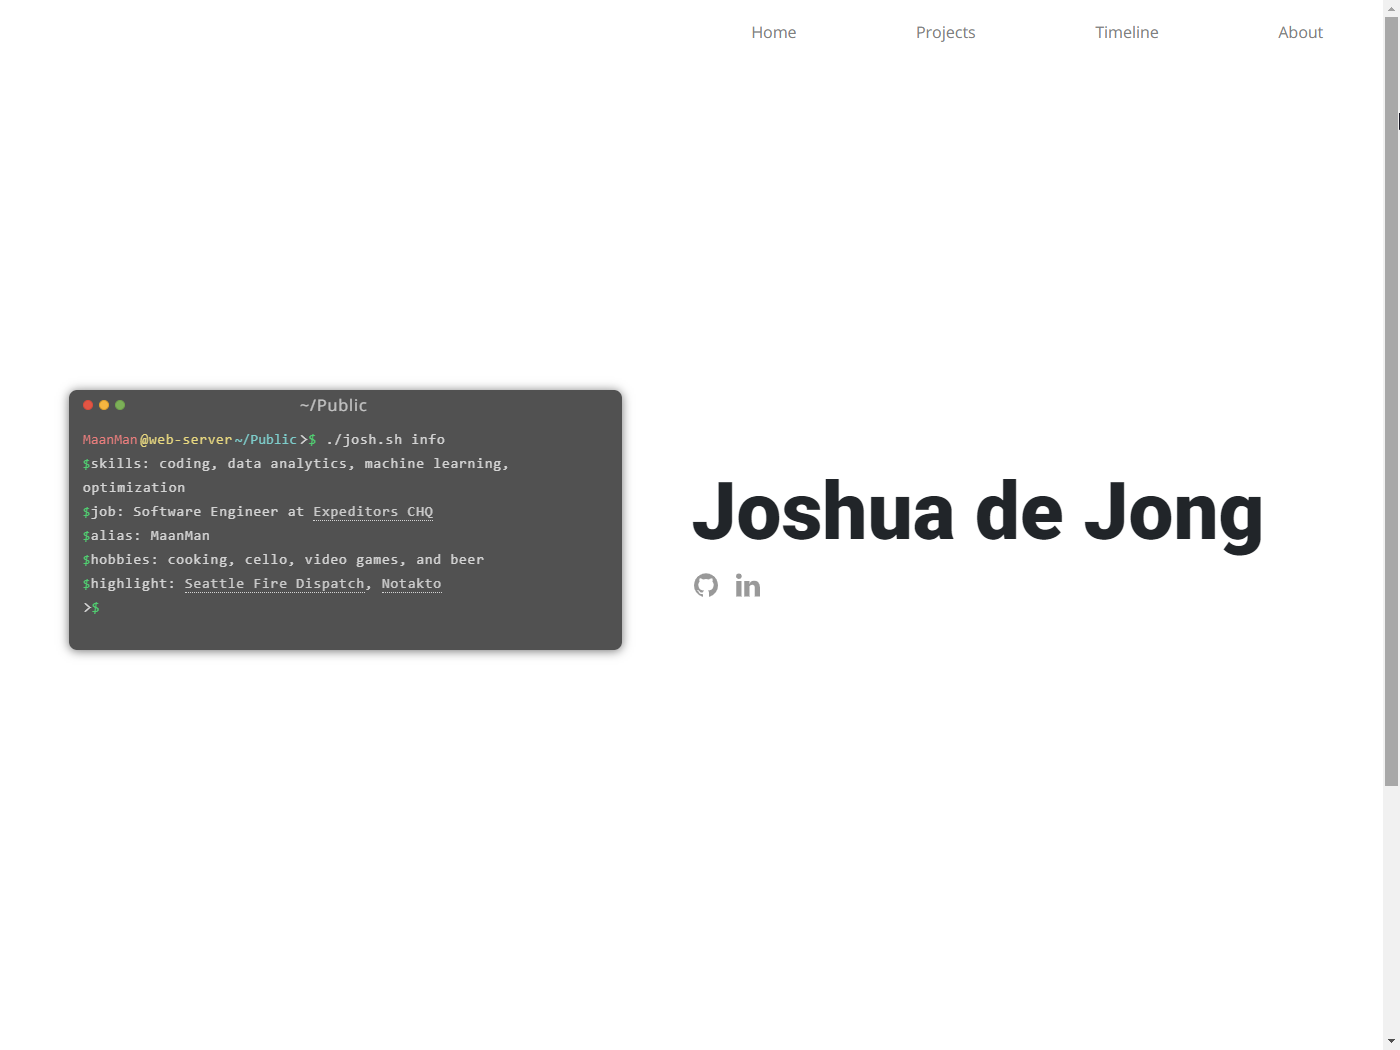 Home Projects Timeline About
~/Public
MaanMan@web-server~/Public>$ ./josh.sh info
$skills: coding, data analytics, machine learning,
optimization
$job: Software Engineer at Expeditors CHQ
$alias: MaanMan
$hobbies: cooking, cello, video games, and beer
$highlight: Seattle Fire Dispatch, Notakto
>$
Joshua de Jong
in